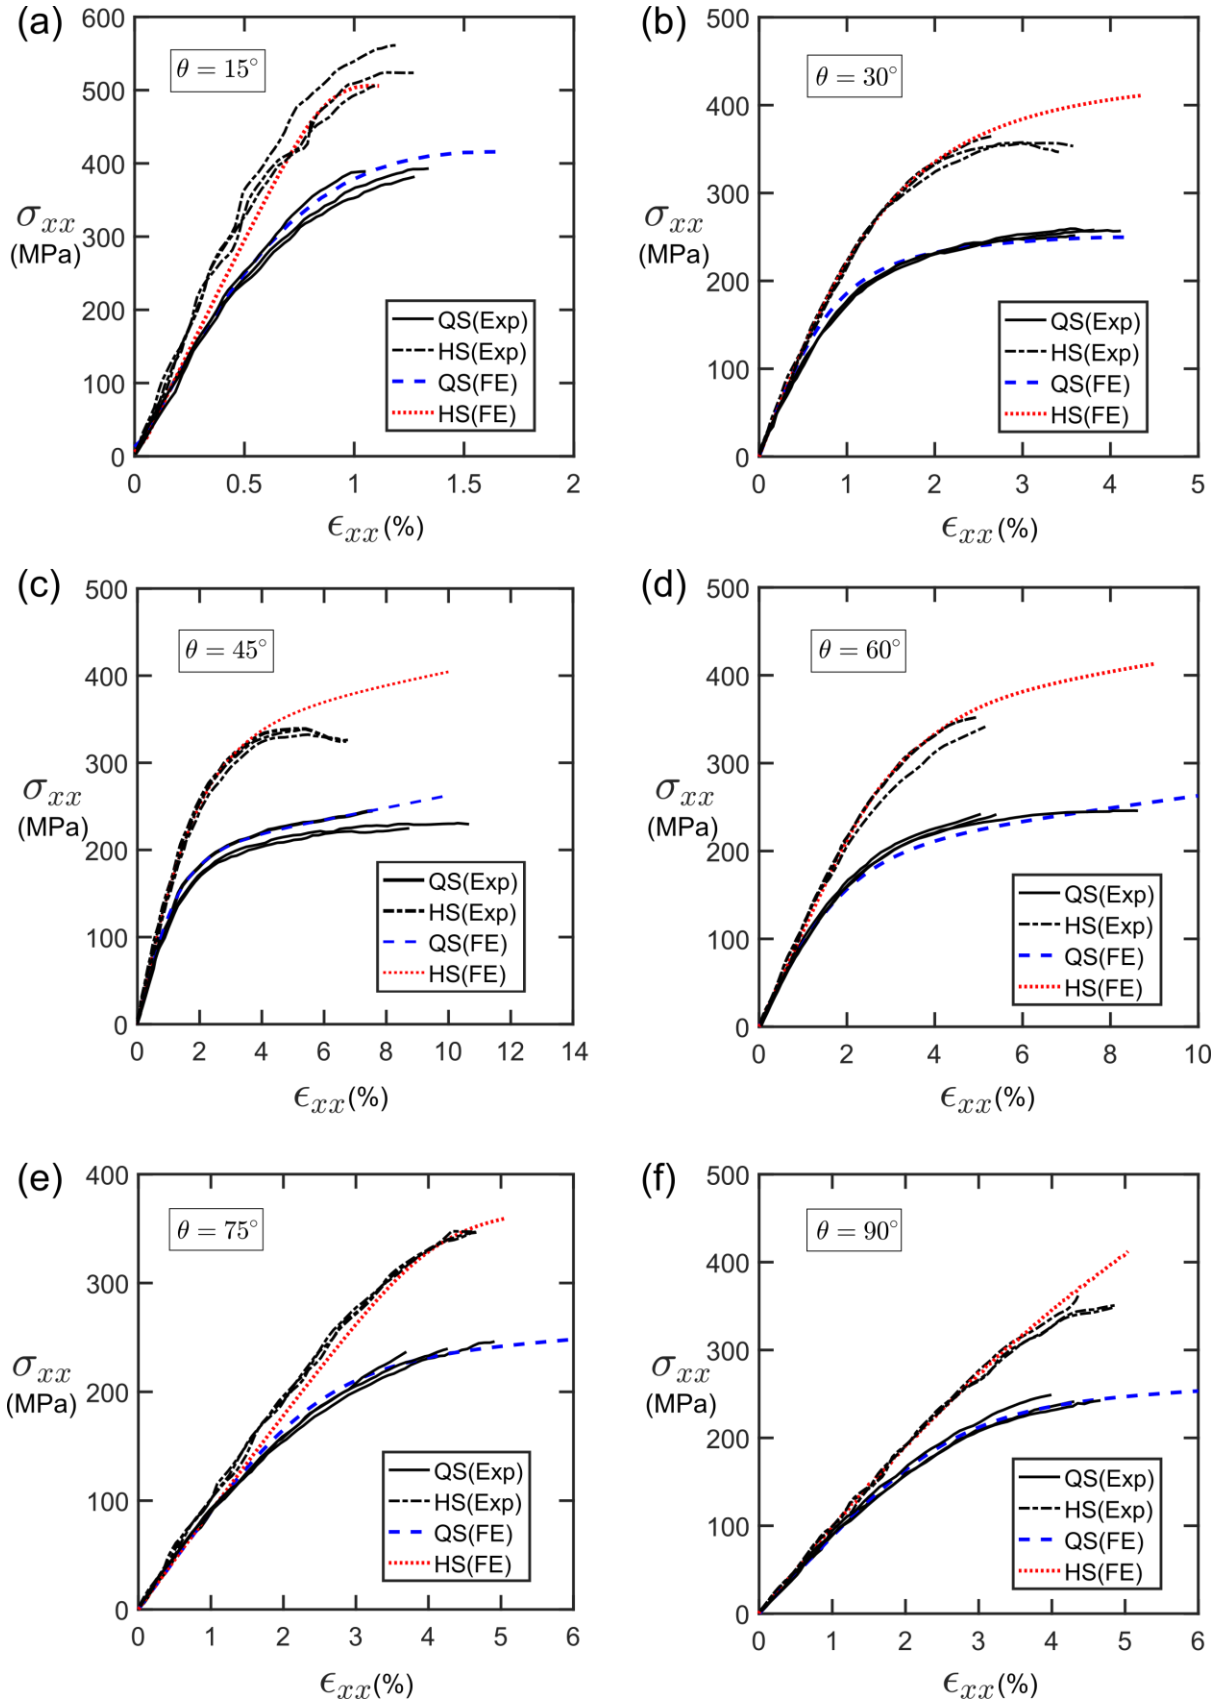 (a)
θ = 15°
600
500
400
300
200
100
0
σxx
(MPa)
QS(Exp)
HS(Exp)
QS(FE)
HS(FE)
0 0.5 1 1.5 2
ϵxx(%)
(b)
θ = 30°
500
400
300
200
100
0
σxx
(MPa)
QS(Exp)
HS(Exp)
QS(FE)
HS(FE)
0 1 2 3 4 5
ϵxx(%)
(c)
θ = 45°
500
400
300
200
100
0
σxx
(MPa)
QS(Exp)
HS(Exp)
QS(FE)
HS(FE)
0 2 4 6 8 10 12 14
ϵxx(%)
(d)
θ = 60°
500
400
300
200
100
0
σxx
(MPa)
QS(Exp)
HS(Exp)
QS(FE)
HS(FE)
0 2 4 6 8 10
ϵxx(%)
(e)
θ = 75°
400
300
200
100
0
σxx
(MPa)
QS(Exp)
HS(Exp)
QS(FE)
HS(FE)
0 1 2 3 4 5 6
ϵxx(%)
(f)
θ = 90°
500
400
300
200
100
0
σxx
(MPa)
QS(Exp)
HS(Exp)
QS(FE)
HS(FE)
0 1 2 3 4 5 6
ϵxx(%)